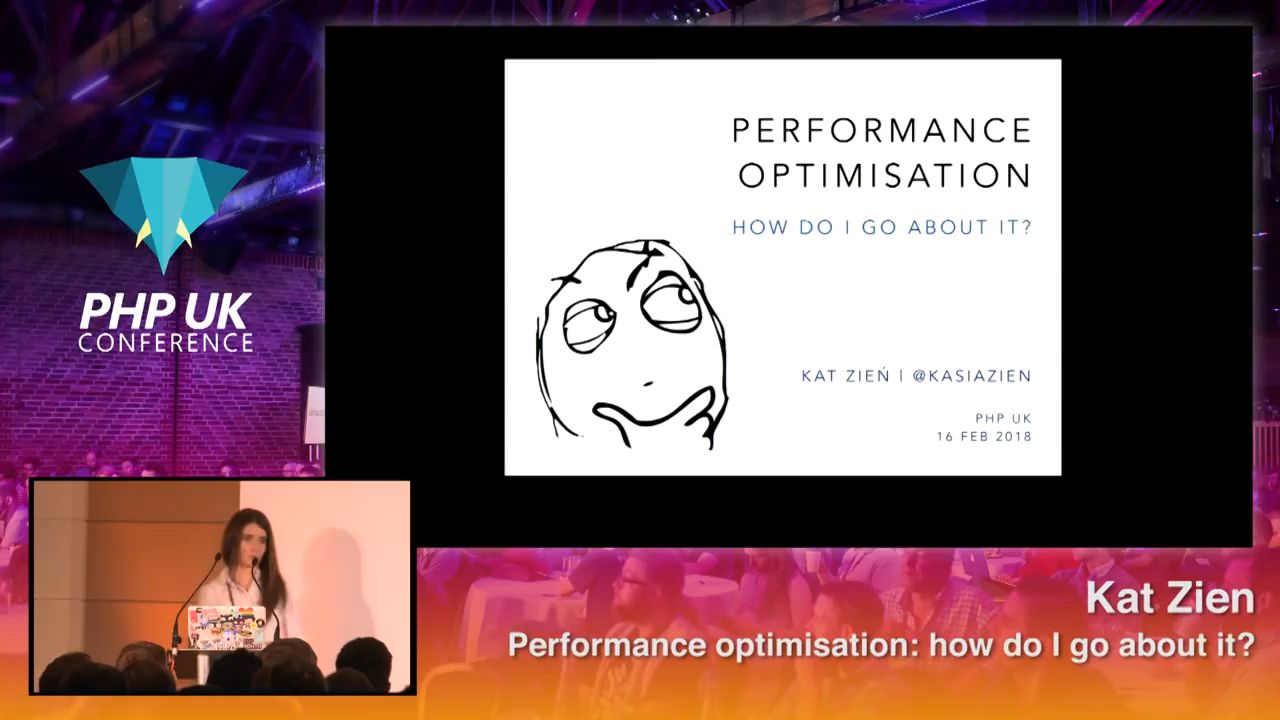 PERFORMANCE
OPTIMISATION
HOW DO I GO ABOUT IT?
KAT ZIEŃ | @KASIAZIEN
PHP UK
16 FEB 2018
PHP UK
CONFERENCE
Kat Zien
Performance optimisation: how do I go about it?